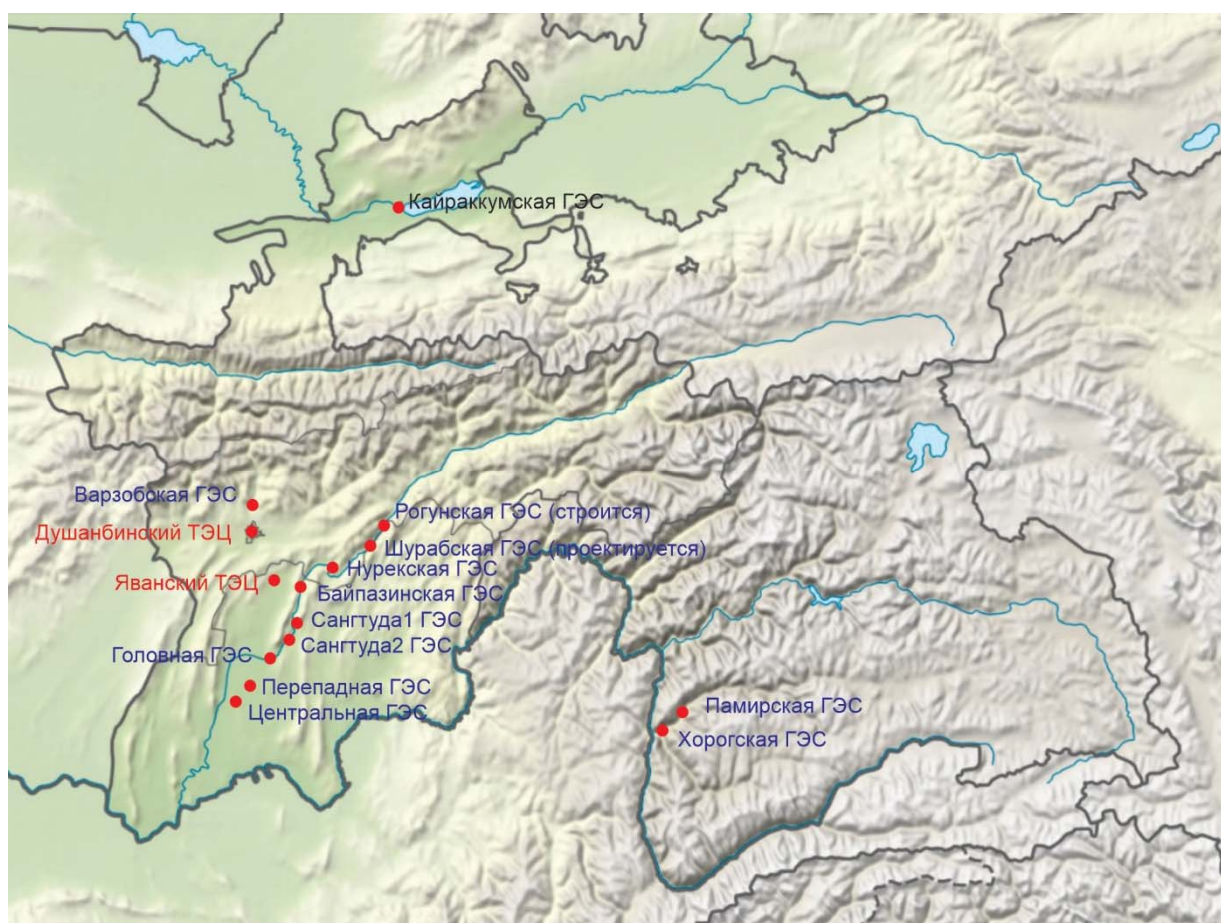 Кайраккумская ГЭС
Варзобская ГЭС
Рогунская ГЭС (строится)
Душанбинский ТЭЦ
Шурабская ГЭС (проектируется)
Нурекская ГЭС
Яванский ТЭЦ
Байпазинская ГЭС
Сангтуда1 ГЭС
Сангтуда2 ГЭС
Головная ГЭС
Перепадная ГЭС
Центральная ГЭС
Памирская ГЭС
Хорогская ГЭС